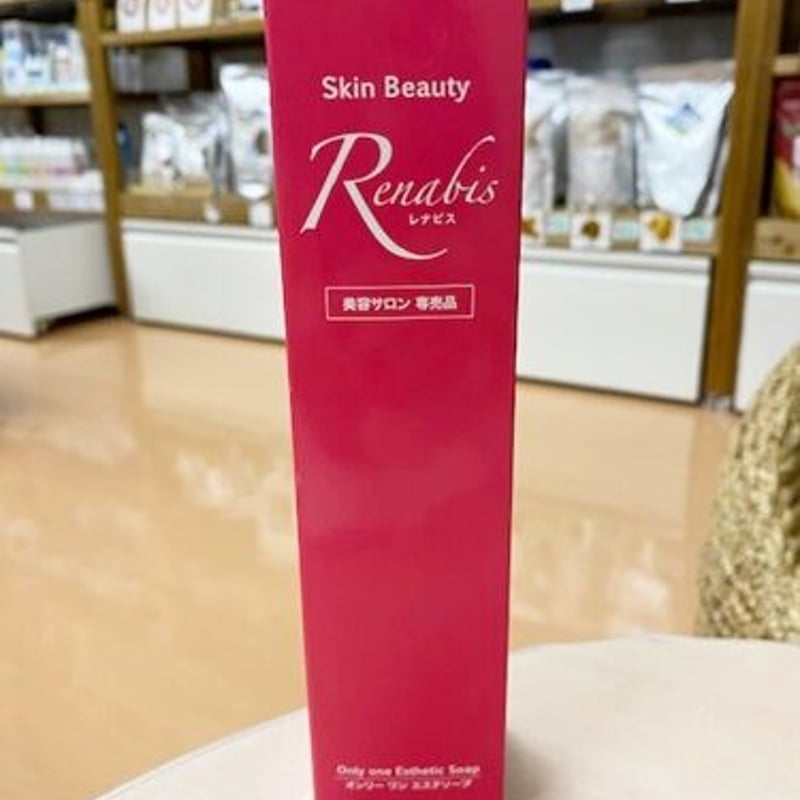 Skin Beauty
Renabis
レナビス
美容サロン 専売品
Only one Esthetic Soap
オンリー ワン エステソープ